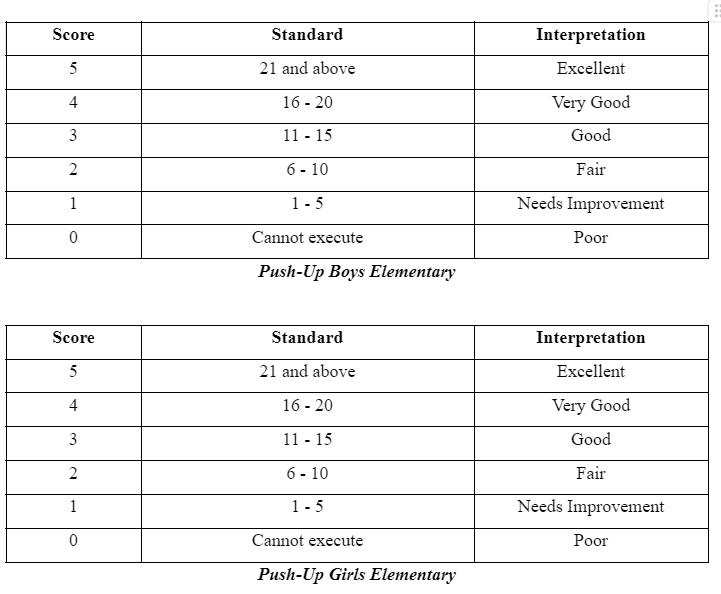 Score Standard Interpretation
5 21 and above Excellent
4 16 - 20 Very Good
3 11 - 15 Good
2 6 - 10 Fair
1 1 - 5 Needs Improvement
0 Cannot execute Poor
Push-Up Boys Elementary
Score Standard Interpretation
5 21 and above Excellent
4 16 - 20 Very Good
3 11 - 15 Good
2 6 - 10 Fair
1 1 - 5 Needs Improvement
0 Cannot execute Poor
Push-Up Girls Elementary